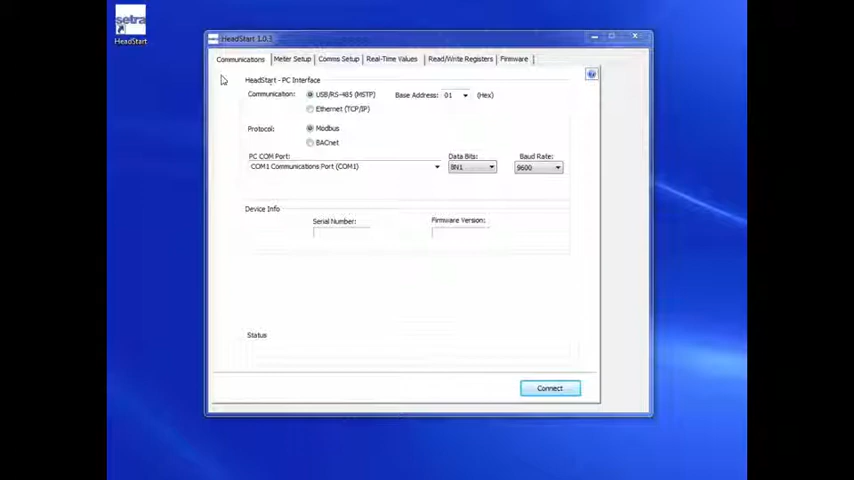 setra
HeadStart
HeadStart 1.0.3
Communications Meter Setup Comms Setup Real-Time Values Read/Write Registers Firmware
HeadStart - PC Interface
Communication: USB/RS-485 (MSTP) Base Address: 01 (Hex)
Ethernet (TCP/IP)
Protocol: Modbus
BACnet
PC COM Port: Data Bits: Baud Rate:
COM1 Communications Port (COM1) 8N1 9600
Device Info
Serial Number: Firmware Version:
Status
Connect